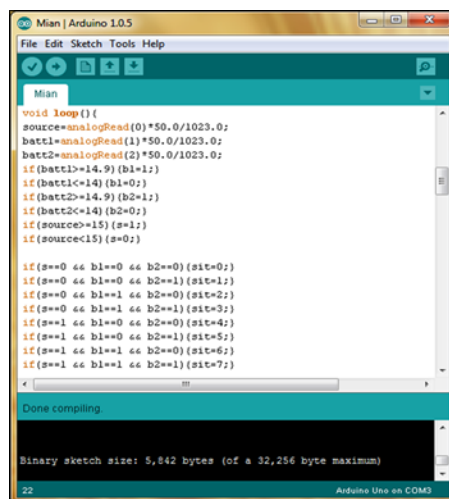 Mian | Arduino 1.0.5
File Edit Sketch Tools Help
Mian
void loop(){
source=analogRead(0)*50.0/1023.0;
batt1=analogRead(1)*50.0/1023.0;
batt2=analogRead(2)*50.0/1023.0;
if(batt1>=14.9){b1=1;}
if(batt1<=14){b1=0;}
if(batt2>=14.9){b2=1;}
if(batt2<=14){b2=0;}
if(source>=15){s=1;}
if(source<15){s=0;}
if(s==0 && b1==0 && b2==0){sit=0;}
if(s==0 && b1==0 && b2==1){sit=1;}
if(s==0 && b1==1 && b2==0){sit=2;}
if(s==0 && b1==1 && b2==1){sit=3;}
if(s==1 && b1==0 && b2==0){sit=4;}
if(s==1 && b1==0 && b2==1){sit=5;}
if(s==1 && b1==1 && b2==0){sit=6;}
if(s==1 && b1==1 && b2==1){sit=7;}
Done compiling.
Binary sketch size: 5,842 bytes (of a 32,256 byte maximum)
22 Arduino Uno on COM3